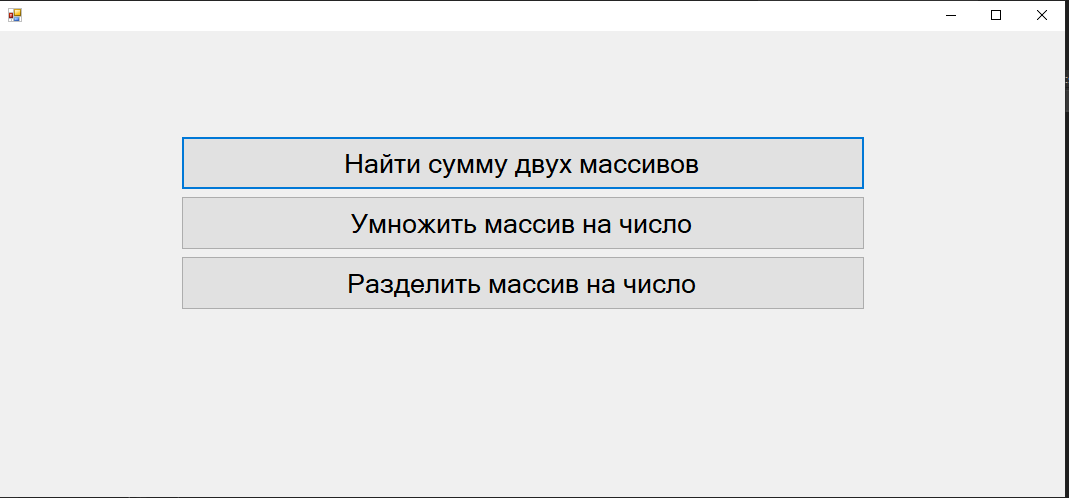 Найти сумму двух массивов
Умножить массив на число
Разделить массив на число